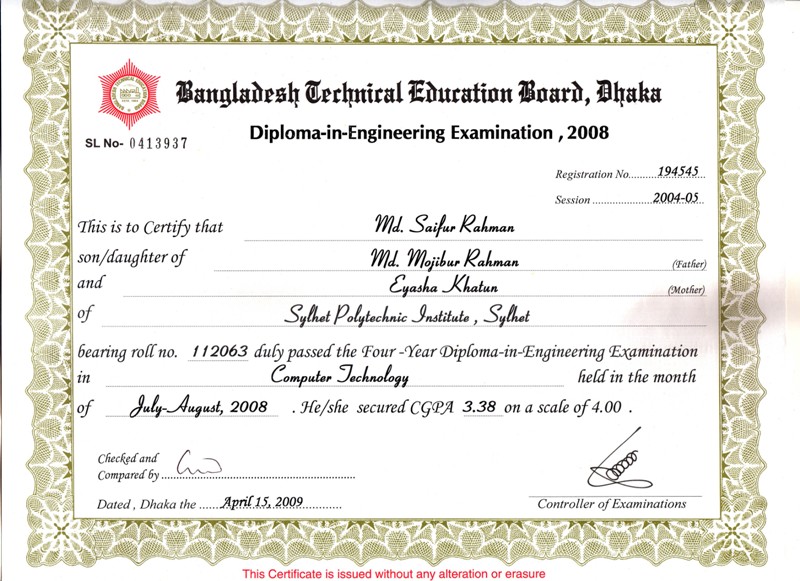 Bangladesh Technical Education Board, Dhaka
Diploma-in-Engineering Examination , 2008
SL No- 0413937
Registration No.......... 194545
Session .................. 2004-05
This is to Certify that Md. Saifur Rahman
son/daughter of Md. Mojibur Rahman (Father)
and Eyasha Khatun (Mother)
of Sylhet Polytechnic Institute , Sylhet
bearing roll no. 112063 duly passed the Four -Year Diploma-in-Engineering Examination
in Computer Technology held in the month
of July-August, 2008 . He/she secured CGPA 3.38 on a scale of 4.00 .
Checked and
Compared by
Dated , Dhaka the ...... April 15, 2009
Controller of Examinations
This Certificate is issued without any alteration or erasure